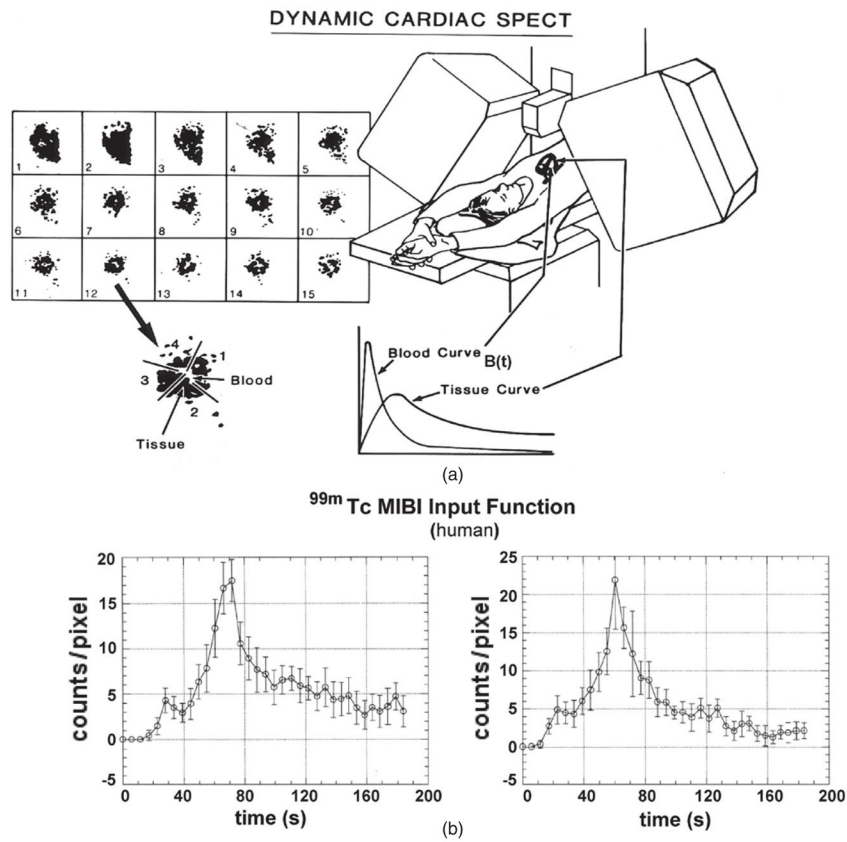 DYNAMIC CARDIAC SPECT
1 2 3 4 5
6 7 8 9 10
11 12 13 14 15
4
1
3
Blood
2
Tissue
Blood Curve B(t)
Tissue Curve
(a)
99m Tc MIBI Input Function
(human)
counts/pixel
20
15
10
5
0
-5
0 40 80 120 160 200
time (s)
counts/pixel
25
20
15
10
5
0
-5
0 40 80 120 160 200
time (s)
(b)